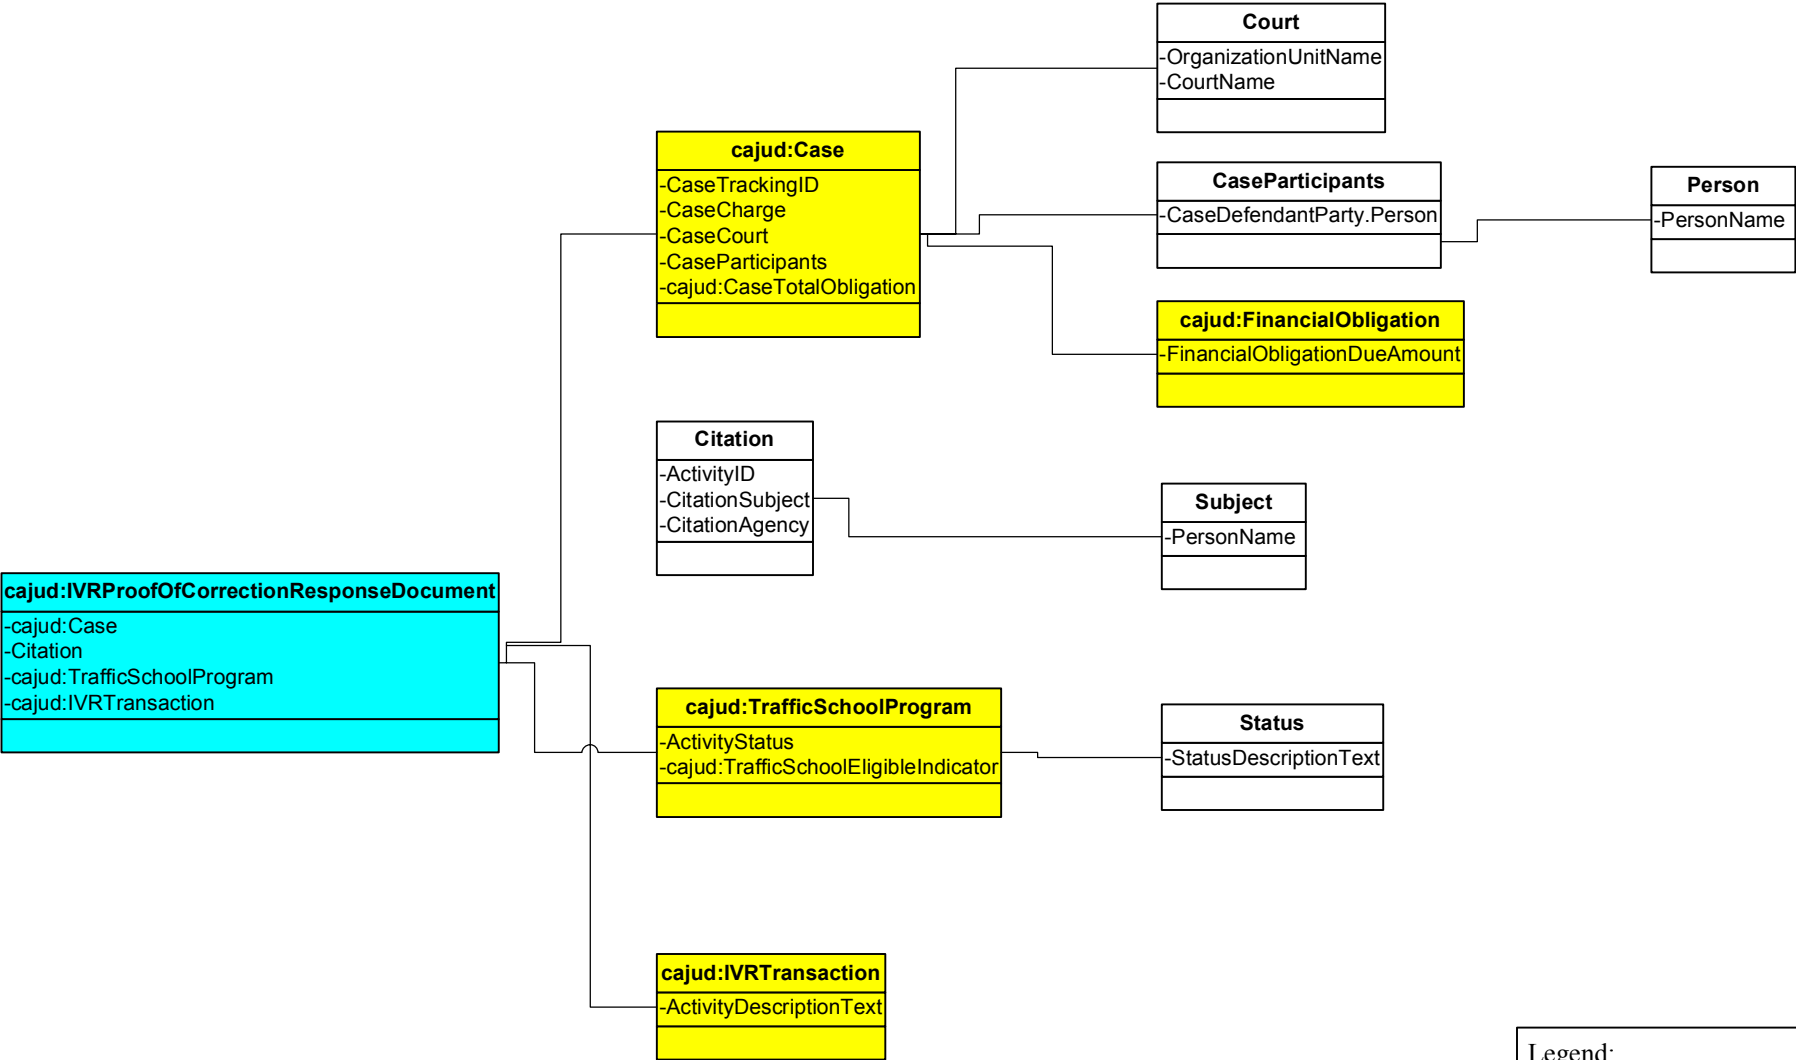 Court
-OrganizationUnitName
-CourtName
cajud:Case
-CaseTrackingID
-CaseCharge
-CaseCourt
-CaseParticipants
-cajud:CaseTotalObligation
CaseParticipants
-CaseDefendantParty.Person
Person
-PersonName
cajud:FinancialObligation
-FinancialObligationDueAmount
Citation
-ActivityID
-CitationSubject
-CitationAgency
Subject
-PersonName
cajud:IVRProofOfCorrectionResponseDocument
-cajud:Case
-Citation
-cajud:TrafficSchoolProgram
-cajud:IVRTransaction
cajud:TrafficSchoolProgram
-ActivityStatus
-cajud:TrafficSchoolEligibleIndicator
Status
-StatusDescriptionText
cajud:IVRTransaction
-ActivityDescriptionText
Legend: